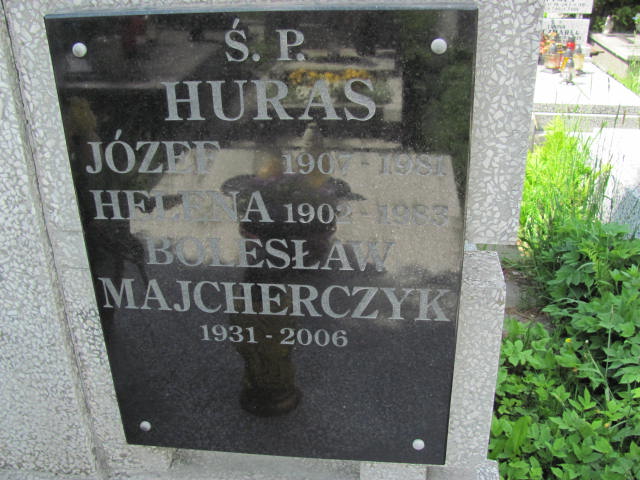 Ś. P.
HURAS
JÓZEF 1907 - 1981
HELENA 1902 - 1983
BOLESŁAW
MAJCHERCZYK
1931 - 2006